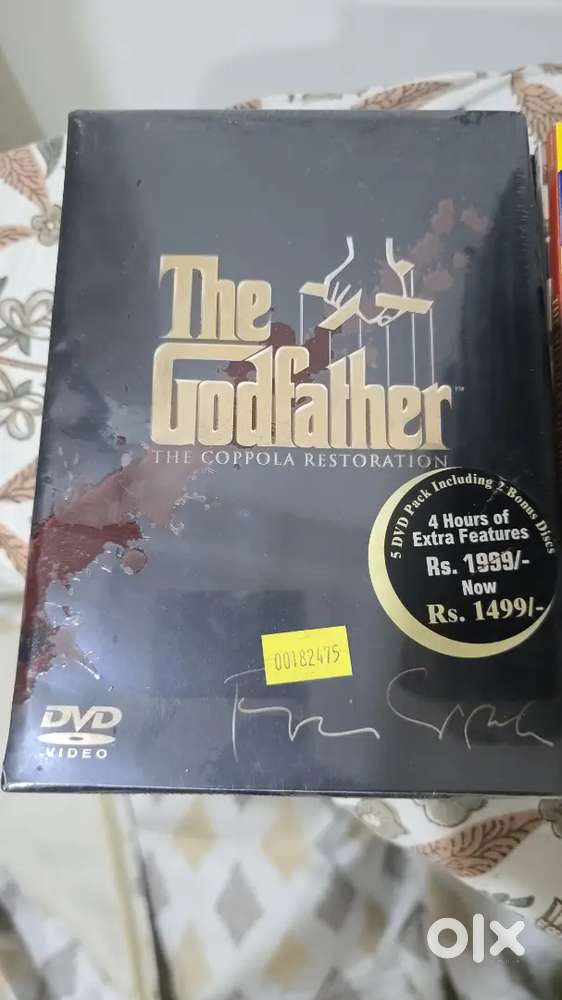 The
Godfather
TM
THE COPPOLA RESTORATION
5 DVD Pack Including 2 Bonus Discs
4 Hours of
Extra Features
Rs. 1999/-
Now
Rs. 1499/-
00182475
DVD
VIDEO
olx